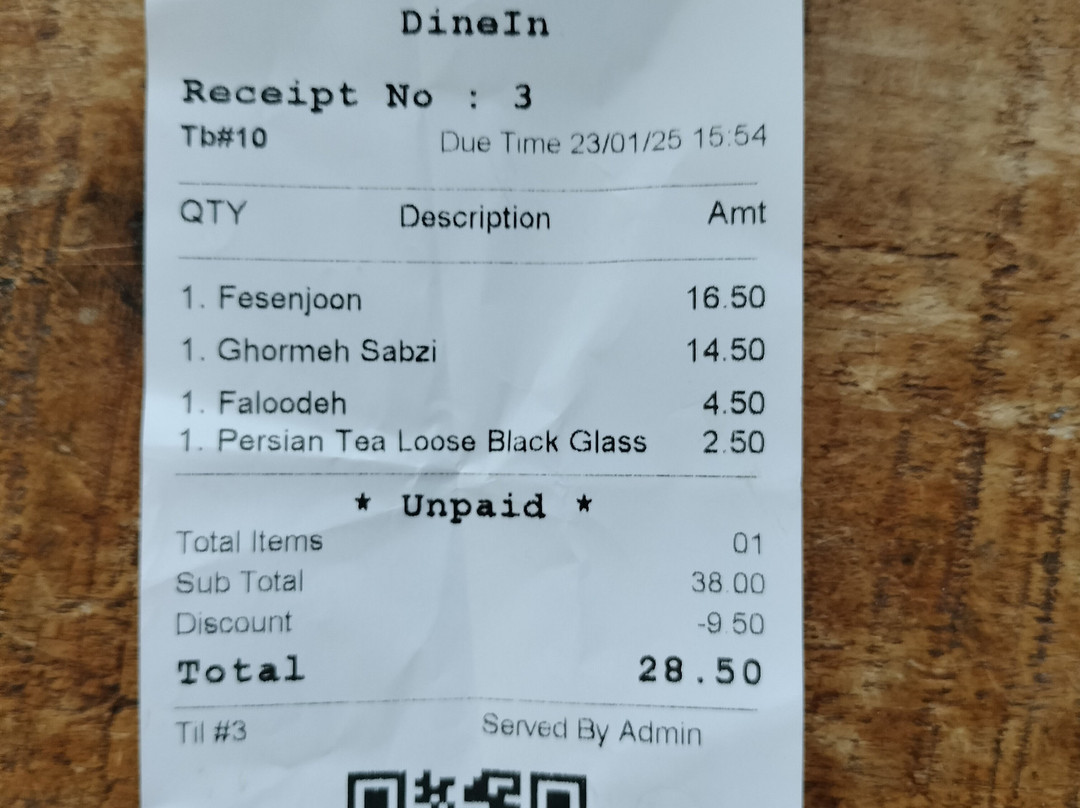 DineIn
Receipt No : 3
Tb#10 Due Time 23/01/25 15:54
QTY Description Amt
1. Fesenjoon 16.50
1. Ghormeh Sabzi 14.50
1. Faloodeh 4.50
1. Persian Tea Loose Black Glass 2.50
* Unpaid *
Total Items 01
Sub Total 38.00
Discount -9.50
Total 28.50
Til #3 Served By Admin